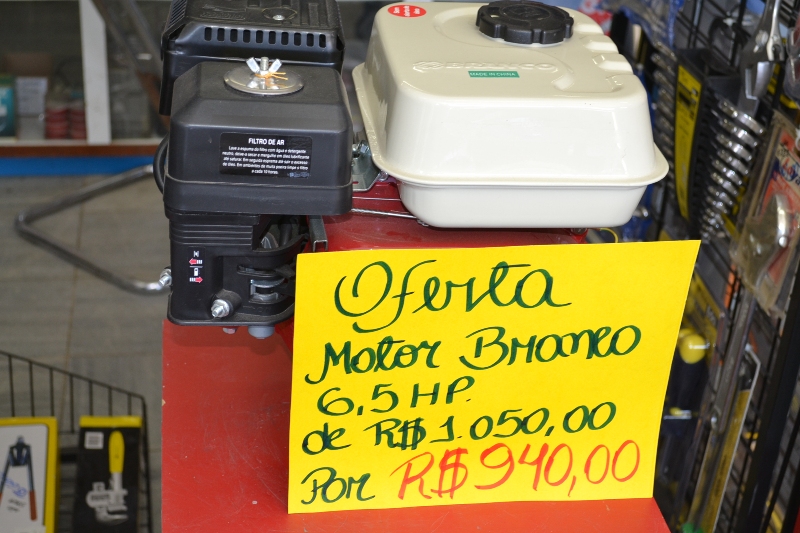 BRANCO
MADE IN CHINA
FILTRO DE AR
Oferta
Motor Branco
6,5 HP.
de R$ 1.050,00
Por R$ 940,00